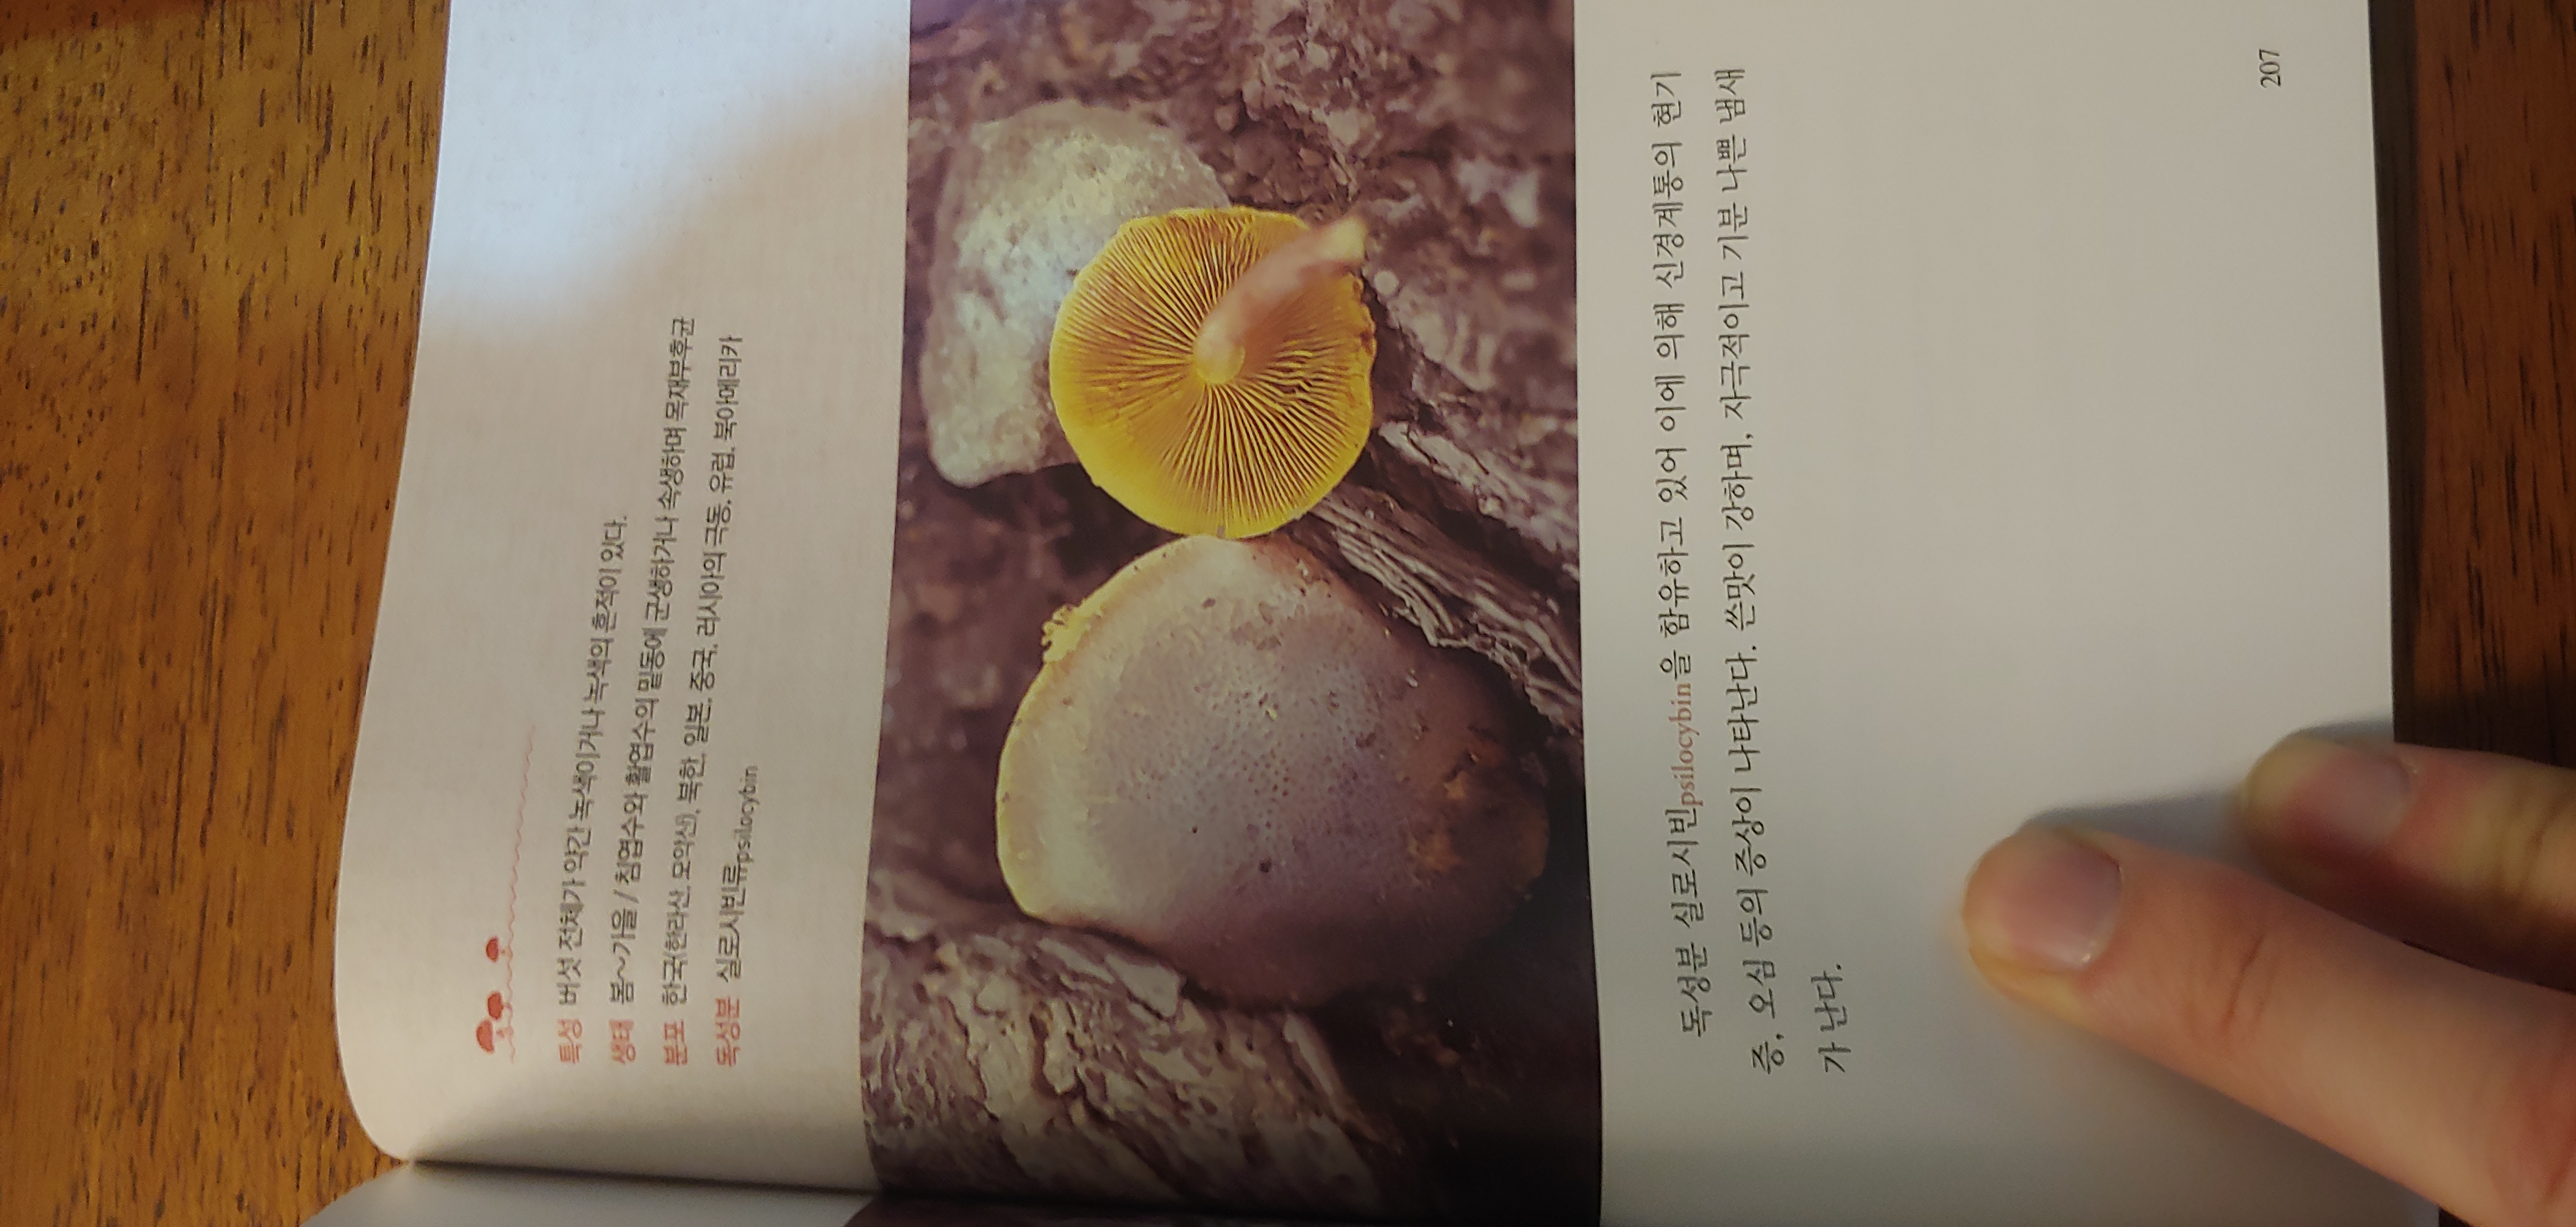 특성 버섯 전체가 약간 녹색이거나 녹색의 흔적이 있다.
생태 봄~가을 / 침엽수와 활엽수의 밑동에 군생하거나 속생하며 목재부후균
분포 한국(한라산, 모악산), 북한, 일본, 중국, 러시아의 극동, 유럽, 북아메리카
독성분 실로시빈류psilocybin
독성분 실로시빈psilocybin을 함유하고 있어 이에 의해 신경계통의 현기
증, 오심 등의 증상이 나타난다. 쓴맛이 강하며, 자극적이고 기분 나쁜 냄새
가 난다.
207